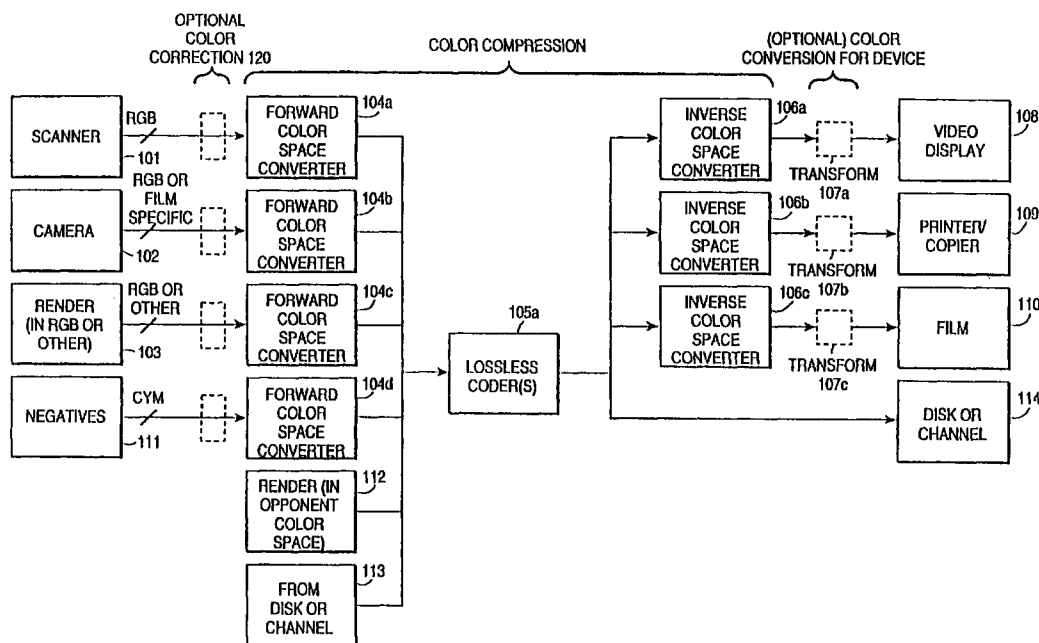 OPTIONAL
COLOR
CORRECTION 120
COLOR COMPRESSION
(OPTIONAL) COLOR
CONVERSION FOR DEVICE
SCANNER
101
RGB
FORWARD
COLOR
SPACE
CONVERTER
104a
INVERSE
COLOR SPACE
CONVERTER
106a
TRANSFORM
107a
VIDEO
DISPLAY
108
CAMERA
102
RGB OR
FILM
SPECIFIC
FORWARD
COLOR
SPACE
CONVERTER
104b
INVERSE
COLOR
SPACE
CONVERTER
106b
TRANSFORM
107b
PRINTER/
COPIER
109
RENDER
(IN RGB OR
OTHER)
103
RGB OR
OTHER
FORWARD
COLOR
SPACE
CONVERTER
104c
INVERSE
COLOR
SPACE
CONVERTER
106c
TRANSFORM
107c
FILM
110
LOSSLESS
CODER(S)
105a
NEGATIVES
111
CYM
FORWARD
COLOR
SPACE
CONVERTER
104d
DISK OR
CHANNEL
114
RENDER (IN
OPPONENT
COLOR
SPACE)
112
FROM
DISK OR
CHANNEL
113